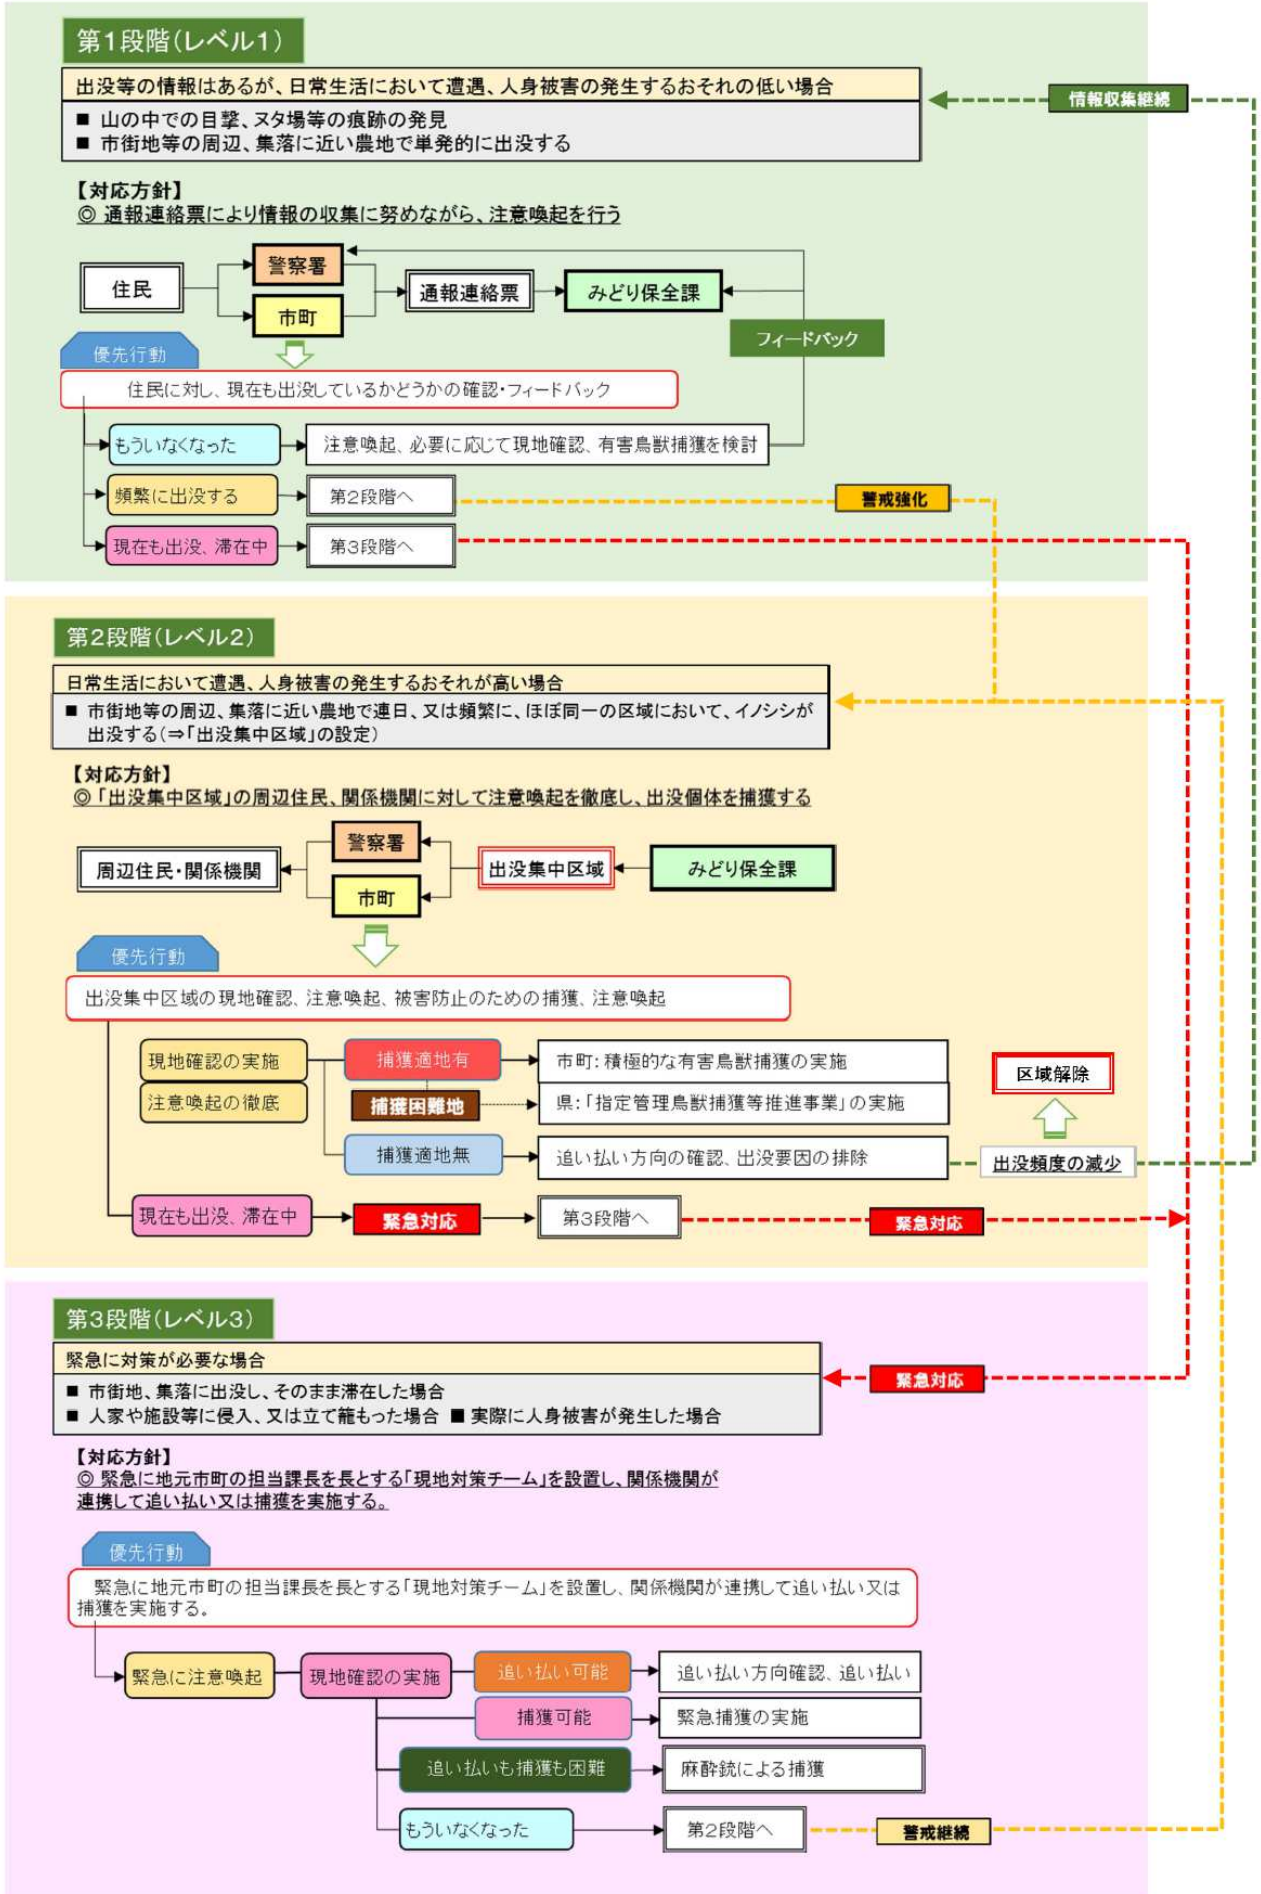 第1段階(レベル1)
出没等の情報はあるが、日常生活において遭遇、人身被害の発生するおそれの低い場合
情報収集継続
■ 山の中での目撃、ヌタ場等の痕跡の発見
■ 市街地等の周辺、集落に近い農地で単発的に出没する
【対応方針】
◎ 通報連絡票により情報の収集に努めながら、注意喚起を行う
警察署
住民
通報連絡票
みどり保全課
市町
フィードバック
優先行動
住民に対し、現在も出没しているかどうかの確認・フィードバック
もういなくなった
注意喚起、必要に応じて現地確認、有害鳥獣捕獲を検討
頻繁に出没する
第2段階へ
警戒強化
現在も出没、滞在中
第3段階へ
第2段階(レベル2)
日常生活において遭遇、人身被害の発生するおそれが高い場合
■ 市街地等の周辺、集落に近い農地で連日、又は頻繁に、ほぼ同一の区域において、イノシシが
出没する(⇒「出没集中区域」の設定)
【対応方針】
◎「出没集中区域」の周辺住民、関係機関に対して注意喚起を徹底し、出没個体を捕獲する
警察署
周辺住民・関係機関
出没集中区域
みどり保全課
市町
優先行動
出没集中区域の現地確認、注意喚起、被害防止のための捕獲、注意喚起
現地確認の実施
捕獲適地有
市町：積極的な有害鳥獣捕獲の実施
区域解除
注意喚起の徹底
捕獲困難地
県：「指定管理鳥獣捕獲等推進事業」の実施
捕獲適地無
追い払い方向の確認、出没要因の排除
出没頻度の減少
現在も出没、滞在中
緊急対応
第3段階へ
緊急対応
第3段階(レベル3)
緊急に対策が必要な場合
緊急対応
■ 市街地、集落に出没し、そのまま滞在した場合
■ 人家や施設等に侵入、又は立て籠もった場合 ■ 実際に人身被害が発生した場合
【対応方針】
◎ 緊急に地元市町の担当課長を長とする「現地対策チーム」を設置し、関係機関が
連携して追い払い又は捕獲を実施する。
優先行動
緊急に地元市町の担当課長を長とする「現地対策チーム」を設置し、関係機関が連携して追い払い又は
捕獲を実施する。
緊急に注意喚起
現地確認の実施
追い払い可能
追い払い方向確認、追い払い
捕獲可能
緊急捕獲の実施
追い払いも捕獲も困難
麻酔銃による捕獲
もういなくなった
第2段階へ
警戒継続